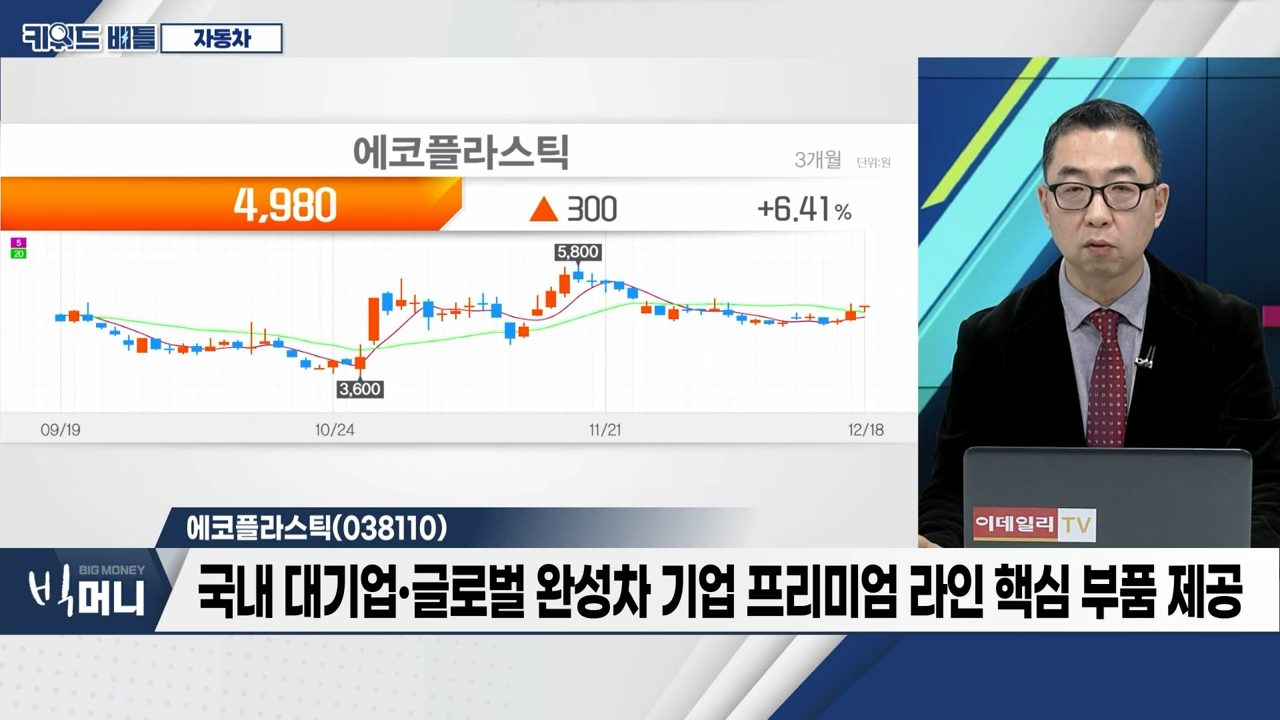 키워드 배틀 자동차
에코플라스틱
3개월 단위:원
4,980 ▲ 300 +6.41%
5
20
5,800
3,600
09/19 10/24 11/21 12/18
이데일리 TV
에코플라스틱(038110)
BIG MONEY
빅머니
국내 대기업·글로벌 완성차 기업 프리미엄 라인 핵심 부품 제공